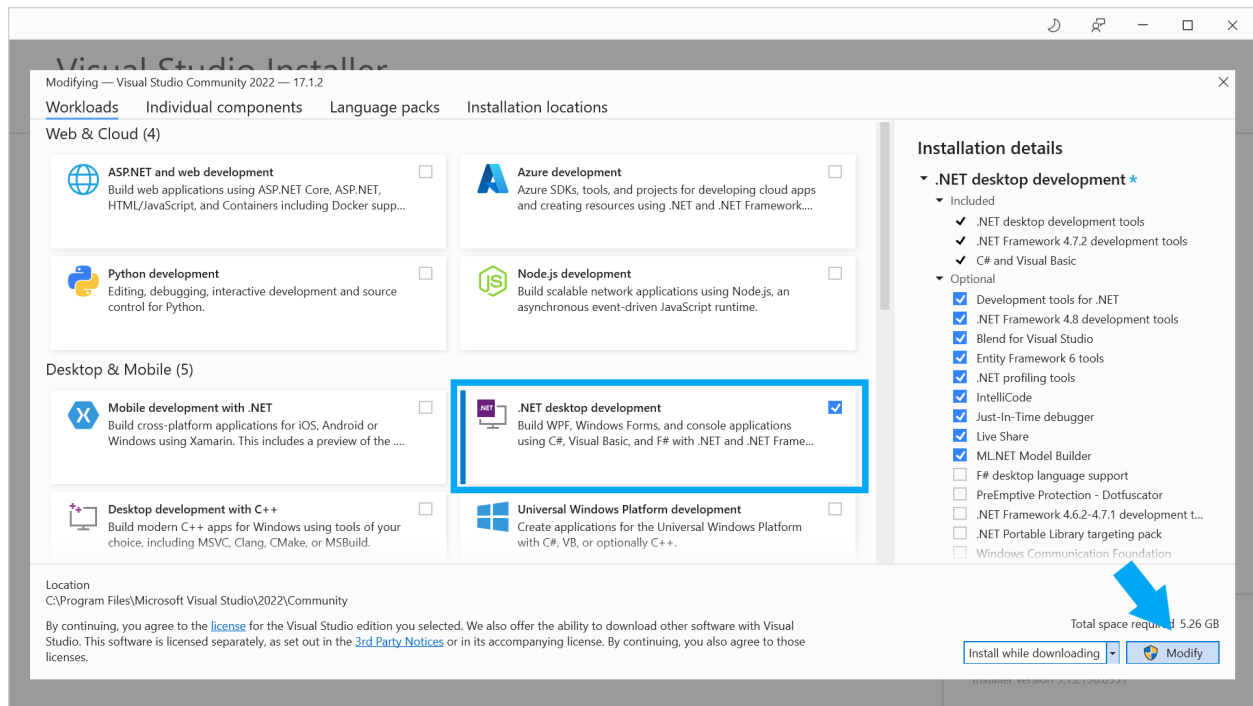 Visual Studio Installer
Modifying — Visual Studio Community 2022 — 17.1.2
Workloads
Individual components
Language packs
Installation locations
Web & Cloud (4)
ASP.NET and web development
Build web applications using ASP.NET Core, ASP.NET,
HTML/JavaScript, and Containers including Docker supp...
Azure development
Azure SDKs, tools, and projects for developing cloud apps
and creating resources using .NET and .NET Framework....
Python development
Editing, debugging, interactive development and source
control for Python.
Node.js development
Build scalable network applications using Node.js, an
asynchronous event-driven JavaScript runtime.
Desktop & Mobile (5)
Mobile development with .NET
Build cross-platform applications for iOS, Android or
Windows using Xamarin. This includes a preview of the ....
.NET
.NET desktop development
Build WPF, Windows Forms, and console applications
using C#, Visual Basic, and F# with .NET and .NET Frame...
Desktop development with C++
Build modern C++ apps for Windows using tools of your
choice, including MSVC, Clang, CMake, or MSBuild.
Universal Windows Platform development
Create applications for the Universal Windows Platform
with C#, VB, or optionally C++.
Installation details
.NET desktop development *
Included
.NET desktop development tools
.NET Framework 4.7.2 development tools
C# and Visual Basic
Optional
Development tools for .NET
.NET Framework 4.8 development tools
Blend for Visual Studio
Entity Framework 6 tools
.NET profiling tools
IntelliCode
Just-In-Time debugger
Live Share
ML.NET Model Builder
F# desktop language support
PreEmptive Protection - Dotfuscator
.NET Framework 4.6.2-4.7.1 development t...
.NET Portable Library targeting pack
Windows Communication Foundation
Location
C:\Program Files\Microsoft Visual Studio\2022\Community
By continuing, you agree to the license for the Visual Studio edition you selected. We also offer the ability to download other software with Visual
Studio. This software is licensed separately, as set out in the 3rd Party Notices or in its accompanying license. By continuing, you also agree to those
licenses.
Total space required 5.26 GB
Install while downloading
Modify